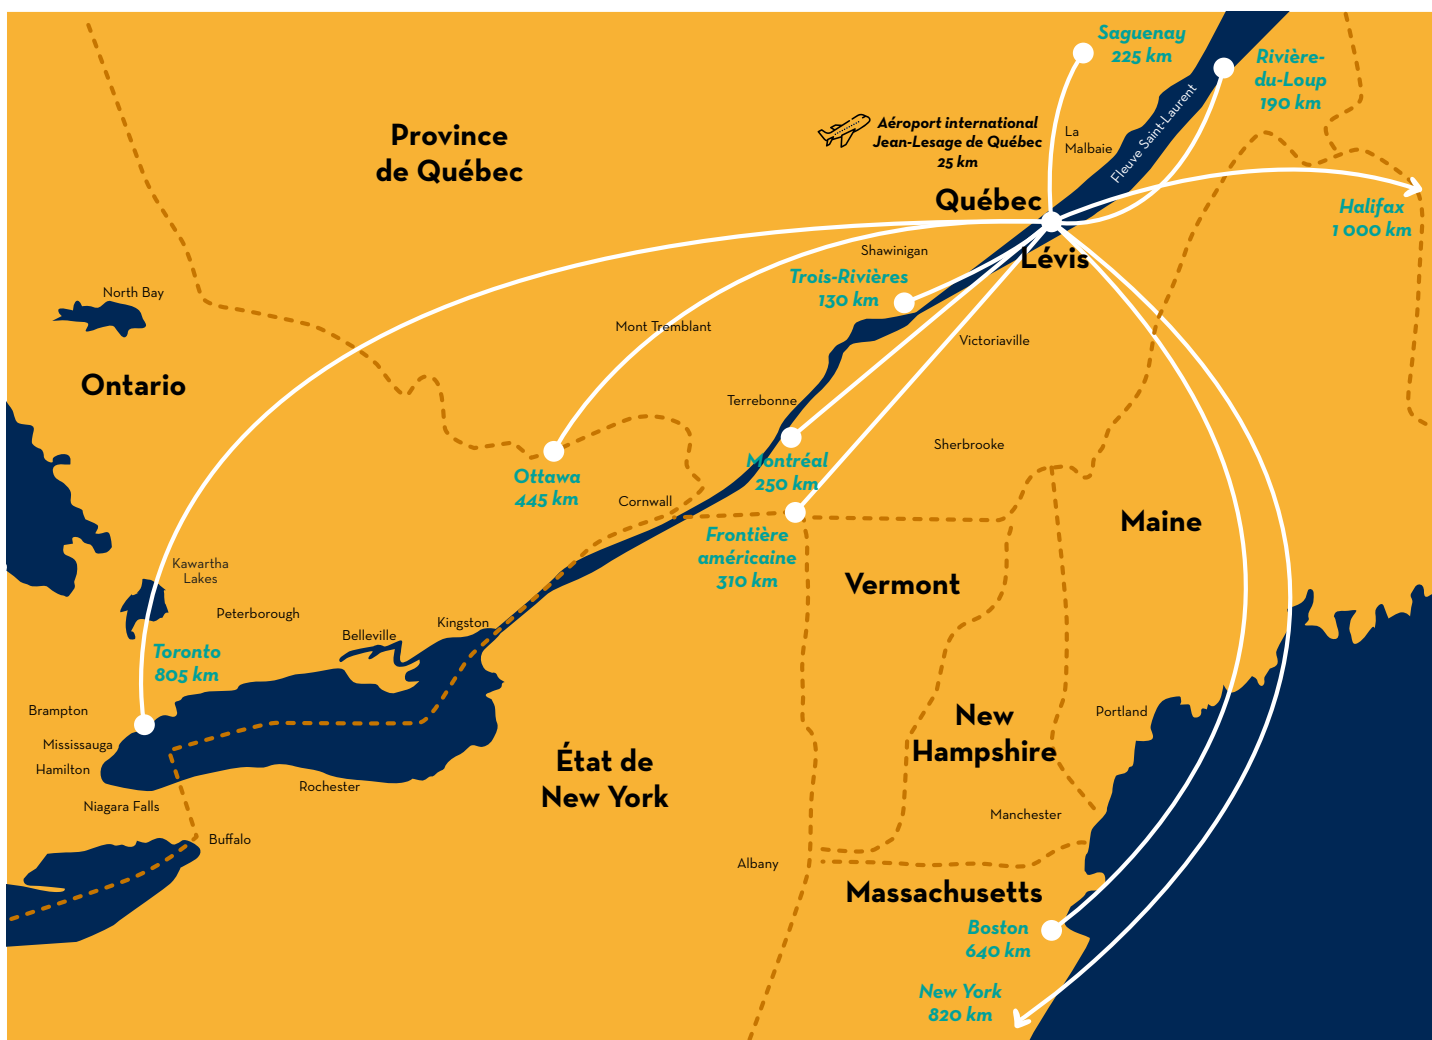 Saguenay
225 km
Rivière-
du-Loup
190 km
Fleuve Saint-Laurent
La
Malbaie
Aéroport international
Jean-Lesage de Québec
25 km
Province
de Québec
Québec
Halifax
1 000 km
Lévis
Shawinigan
Trois-Rivières
130 km
North Bay
Mont Tremblant
Victoriaville
Ontario
Terrebonne
Sherbrooke
Montréal
250 km
Ottawa
445 km
Cornwall
Frontière
américaine
310 km
Maine
Vermont
Kawartha
Lakes
Peterborough
Kingston
Belleville
Toronto
805 km
Brampton
Mississauga
Hamilton
Niagara Falls
Rochester
Buffalo
État de
New York
New
Hampshire
Portland
Manchester
Albany
Massachusetts
Boston
640 km
New York
820 km